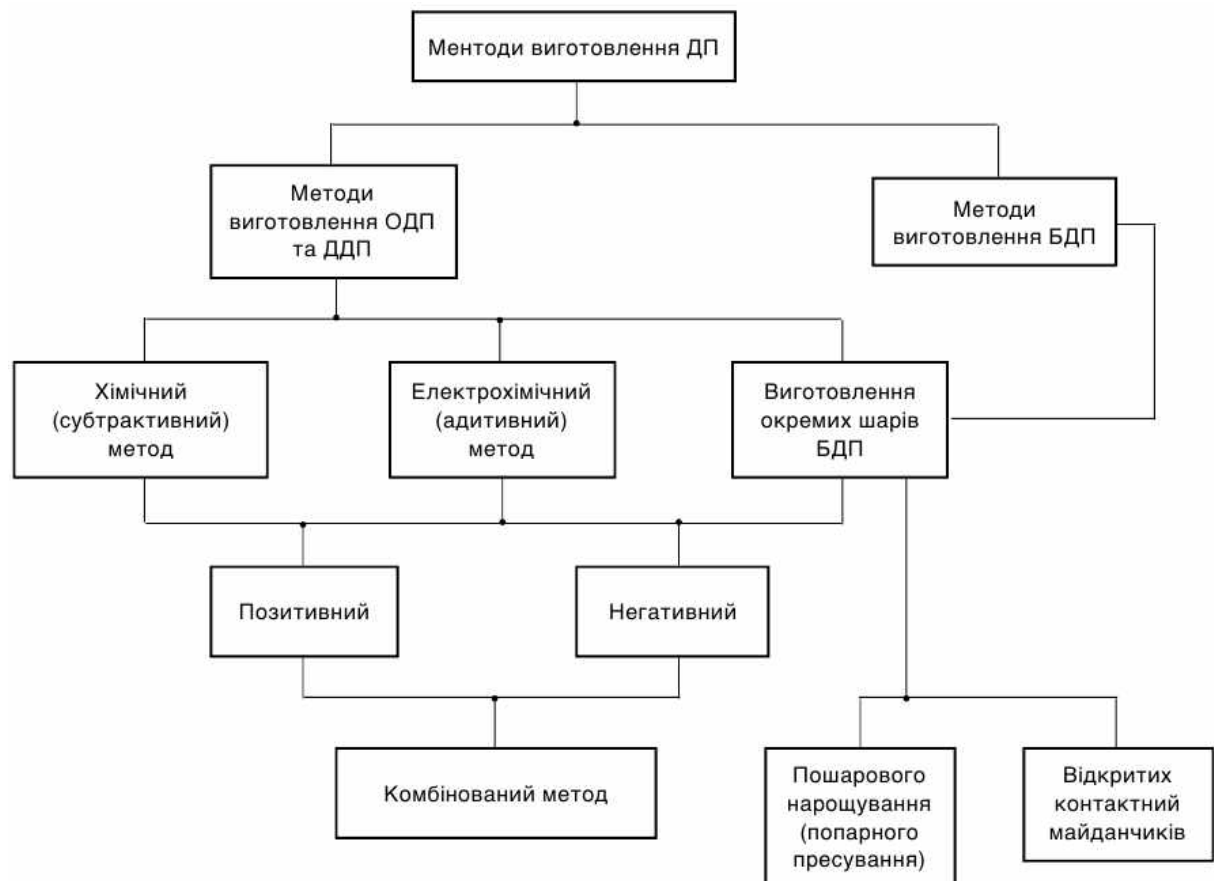 Ментоди виготовлення ДП
Методи
виготовлення ОДП
та ДДП
Методи
виготовлення БДП
Хімічний
(субтрактивний)
метод
Електрохімічний
(адитивний)
метод
Виготовлення
окремих шарів
БДП
Позитивний
Негативний
Комбінований метод
Пошарового
нарощування
(попарного
пресування)
Відкритих
контактний
майданчиків